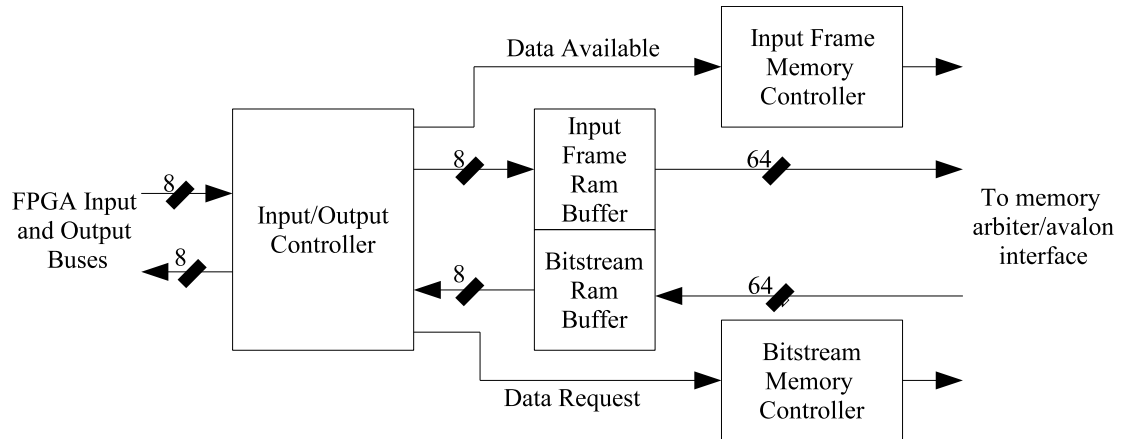 Data Available
Input Frame
Memory
Controller
Input
Frame
Ram
Buffer
8
64
8
FPGA Input
and Output
Buses
Input/Output
Controller
To memory
arbiter/avalon
interface
8
Bitstream
Ram
Buffer
8
64
Data Request
Bitstream
Memory
Controller